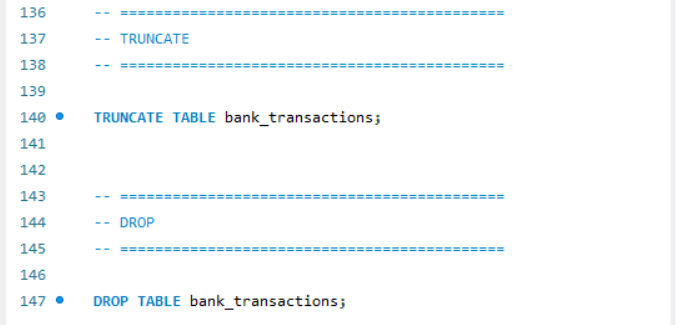 136 -- ============================================
137 -- TRUNCATE
138 -- ============================================
139
140 TRUNCATE TABLE bank_transactions;
141
142
143 -- ============================================
144 -- DROP
145 -- ============================================
146
147 DROP TABLE bank_transactions;